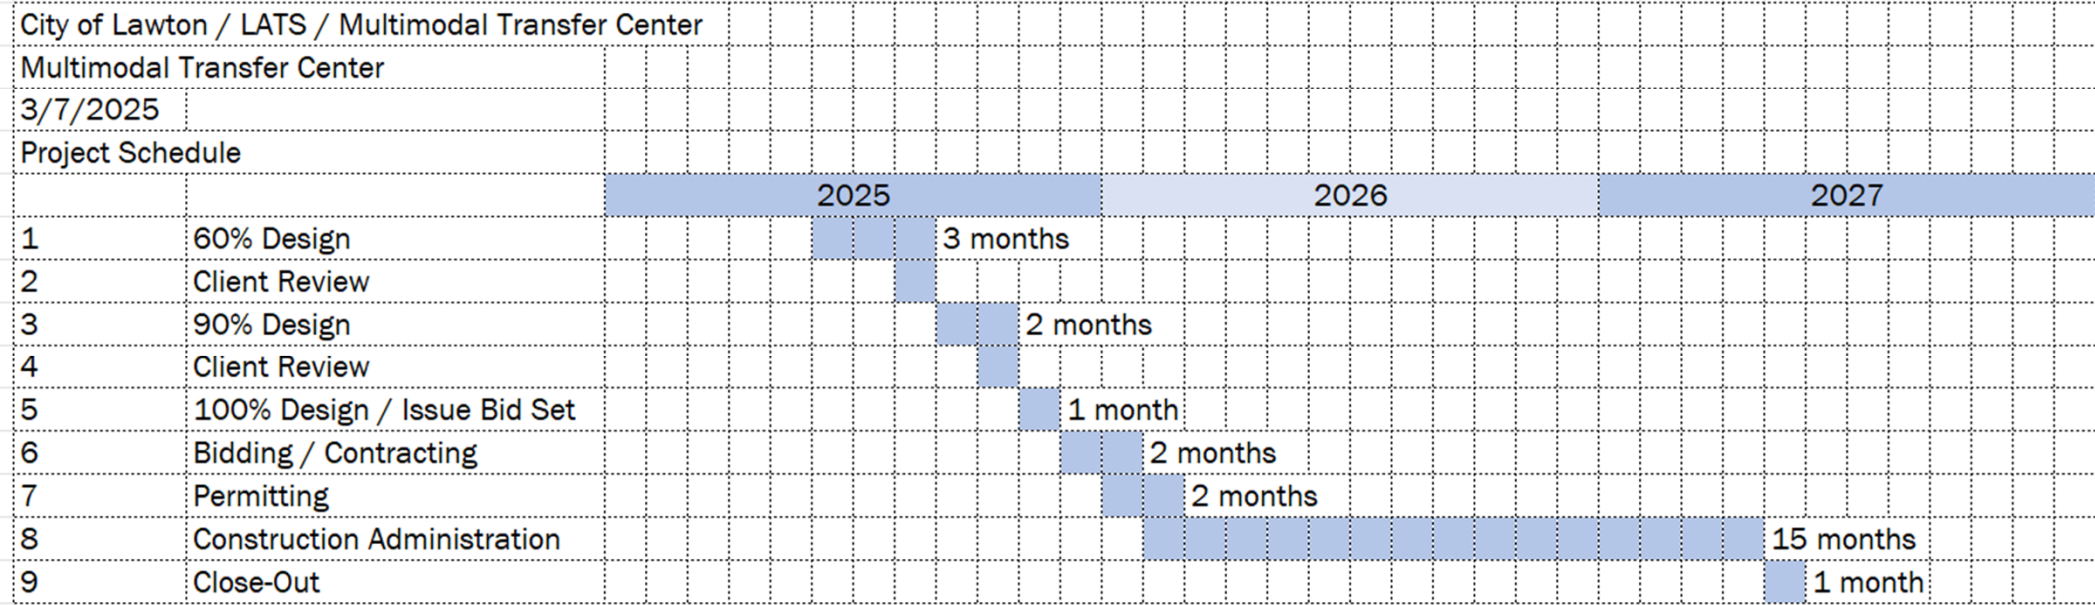 City of Lawton / LATS / Multimodal Transfer Center
Multimodal Transfer Center
3/7/2025
Project Schedule
2025 2026 2027
1 60% Design 3 months
2 Client Review
3 90% Design 2 months
4 Client Review
5 100% Design / Issue Bid Set 1 month
6 Bidding / Contracting 2 months
7 Permitting 2 months
8 Construction Administration 15 months
9 Close-Out 1 month